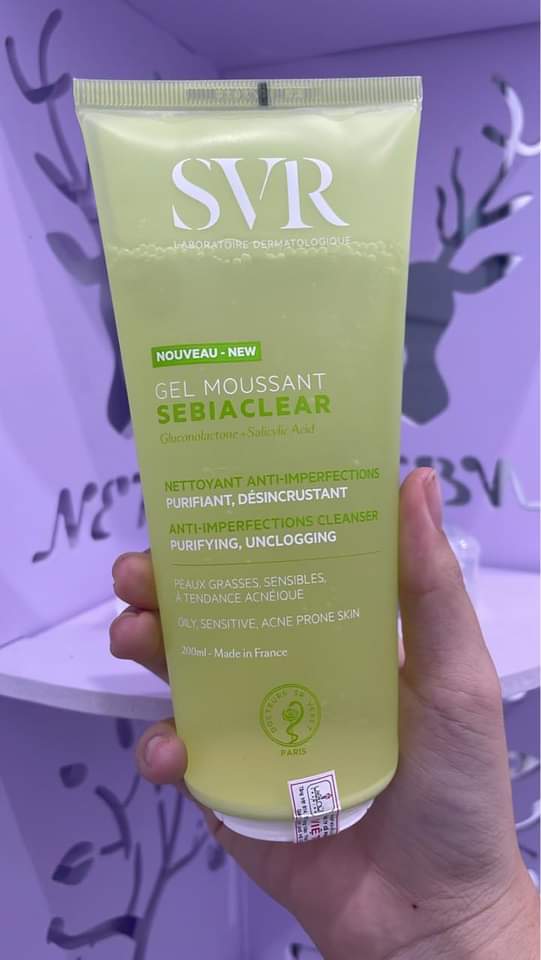 SVR
LABORATOIRE DERMATOLOGIQUE
NOUVEAU - NEW
GEL MOUSSANT
SEBIACLEAR
Gluconolactone + Salicylic Acid
NETTOYANT ANTI-IMPERFECTIONS
PURIFIANT, DÉSINCRUSTANT
ANTI-IMPERFECTIONS CLEANSER
PURIFYING, UNCLOGGING
PEAUX GRASSES, SENSIBLES,
À TENDANCE ACNÉIQUE
OILY, SENSITIVE, ACNE PRONE SKIN
200ml - Made in France
PARIS